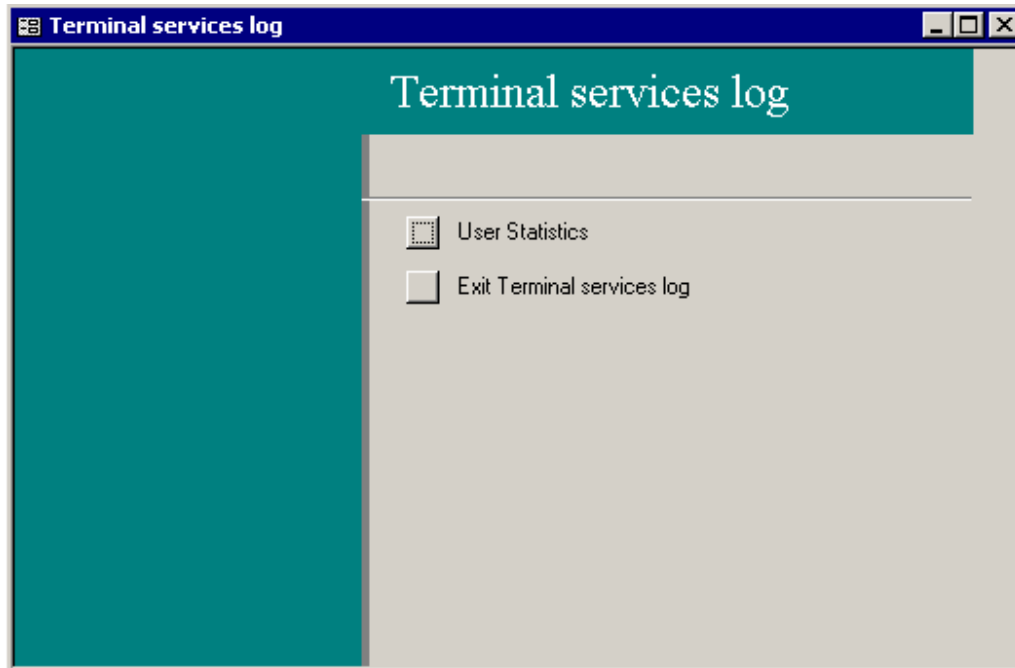 Terminal services log
Terminal services log
User Statistics
Exit Terminal services log